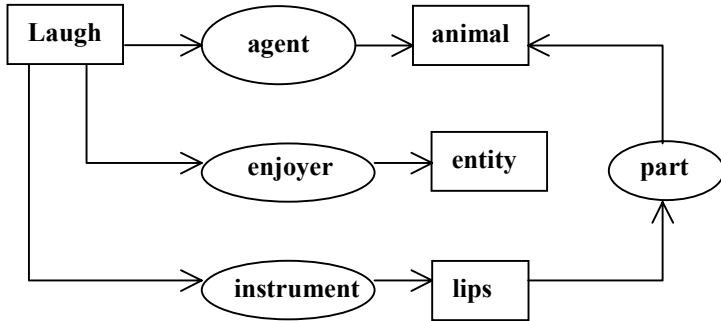 Laugh
agent
animal
enjoyer
entity
part
instrument
lips